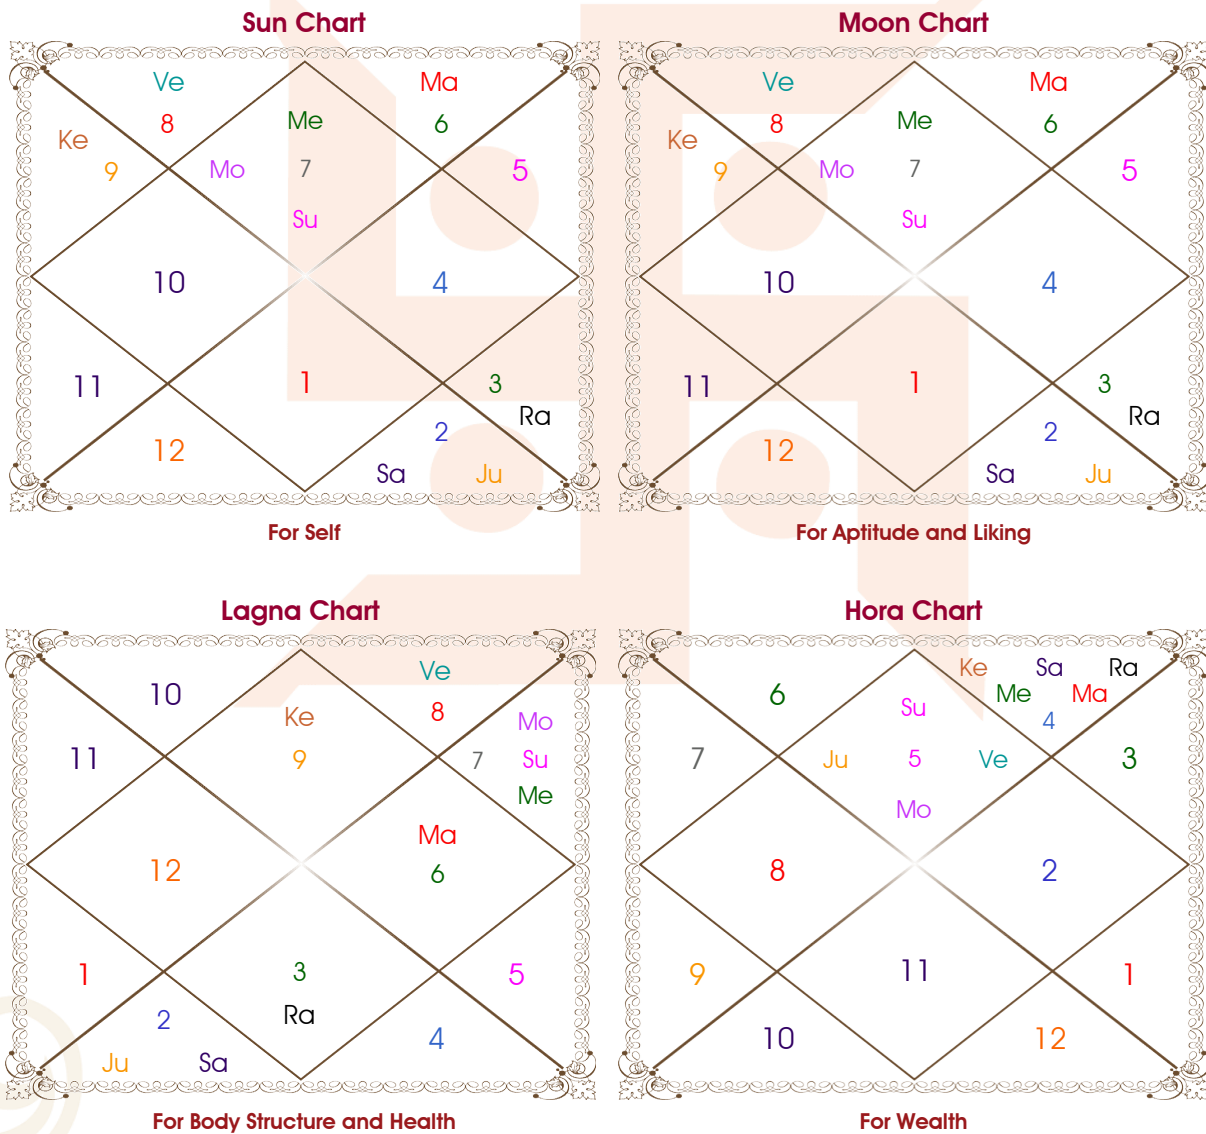 Sun Chart
Ve
Ma
8
Me
6
Ke
9
Mo
7
5
Su
10
4
11
1
3
Ra
12
2
Sa
Ju
For Self
Moon Chart
Ve
Ma
8
Me
6
Ke
9
Mo
7
5
Su
10
4
11
1
3
Ra
12
2
Sa
Ju
For Aptitude and Liking
Lagna Chart
10
Ve
Ke
8
Mo
11
9
7
Su
Me
Ma
12
6
1
3
5
2
Ra
4
Ju
Sa
For Body Structure and Health
Hora Chart
Ke
Sa
Ra
6
Su
Me
Ma
4
7
Ju
5
Ve
3
Mo
8
2
9
11
1
10
12
For Wealth